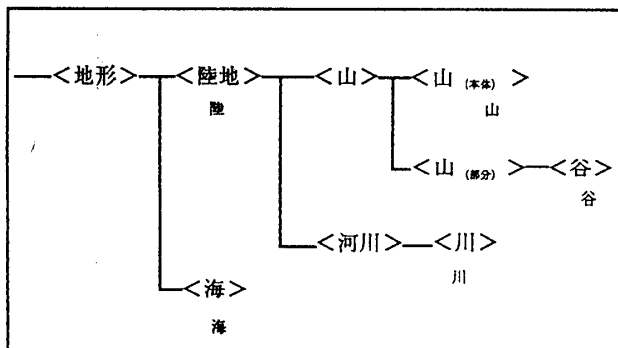 <地形> <陸地> <山> <山 (本体) >
陸 山
<山 (部分) > <谷>
谷
<河川> <川>
川
<海>
海